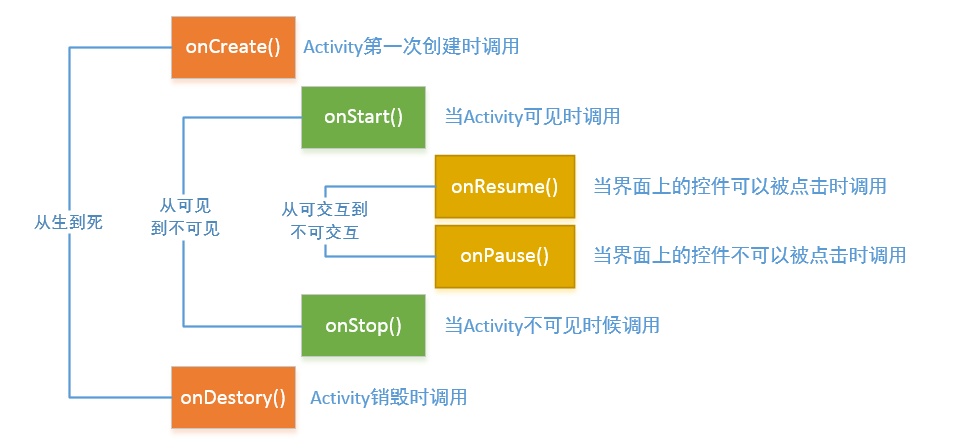 onCreate() Activity第一次创建时调用
onStart() 当Activity可见时调用
onResume() 当界面上的控件可以被点击时调用
从生到死
从可见
到不可见
从可交互到
不可交互
onPause() 当界面上的控件不可以被点击时调用
onStop() 当Activity不可见时候调用
onDestory() Activity销毁时调用